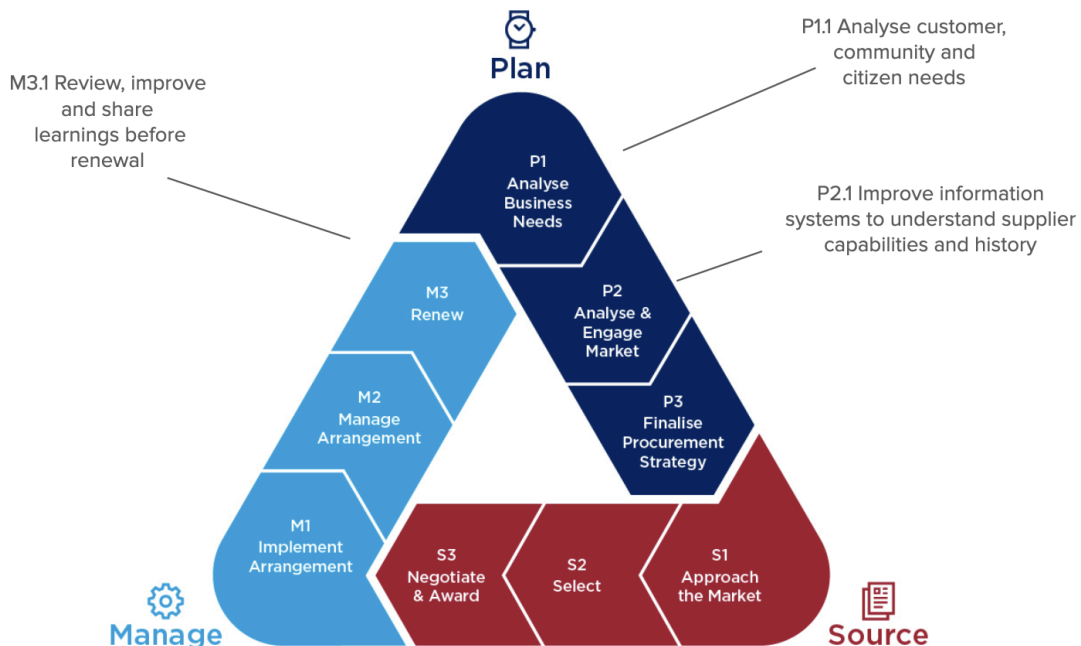 Plan
P1.1 Analyse customer,
community and
citizen needs
M3.1 Review, improve
and share
learnings before
renewal
P1
Analyse
Business
Needs
P2.1 Improve information
systems to understand supplier
capabilities and history
P2
Analyse &
Engage
Market
M3
Renew
P3
Finalise
Procurement
Strategy
M2
Manage
Arrangement
M1
Implement
Arrangement
S3
Negotiate
& Award
S2
Select
S1
Approach
the Market
Manage
Source